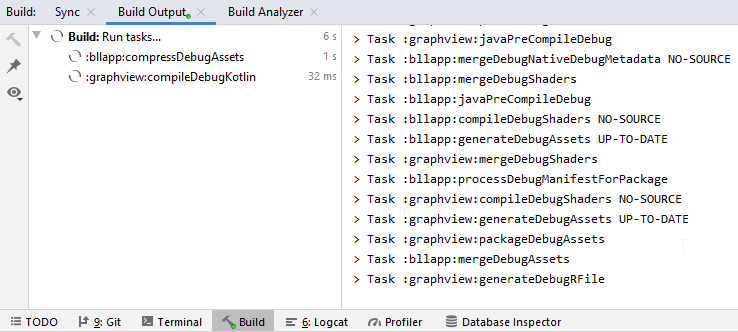 Build: Sync × Build Output × Build Analyzer ×
Build: Run tasks... 6 s
:bllapp:compressDebugAssets 1 s
:graphview:compileDebugKotlin 32 ms
> Task :graphview:javaPreCompileDebug
> Task :bllapp:mergeDebugNativeDebugMetadata NO-SOURCE
> Task :bllapp:mergeDebugShaders
> Task :bllapp:javaPreCompileDebug
> Task :bllapp:compileDebugShaders NO-SOURCE
> Task :bllapp:generateDebugAssets UP-TO-DATE
> Task :graphview:mergeDebugShaders
> Task :bllapp:processDebugManifestForPackage
> Task :graphview:compileDebugShaders NO-SOURCE
> Task :graphview:generateDebugAssets UP-TO-DATE
> Task :graphview:packageDebugAssets
> Task :bllapp:mergeDebugAssets
> Task :graphview:generateDebugRFile
TODO 9: Git Terminal Build 6: Logcat Profiler Database Inspector